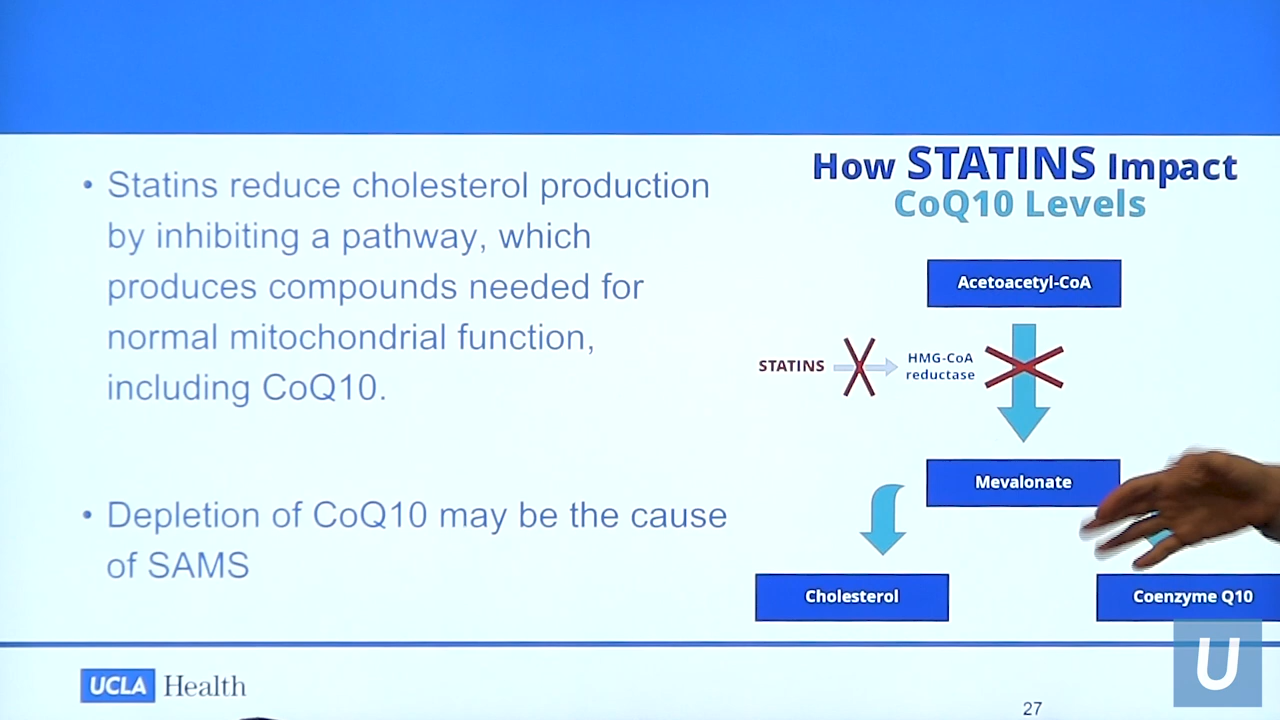 • Statins reduce cholesterol production
by inhibiting a pathway, which
produces compounds needed for
normal mitochondrial function,
including CoQ10.
• Depletion of CoQ10 may be the cause
of SAMS
How STATINS Impact
CoQ10 Levels
Acetoacetyl-CoA
STATINS
HMG-CoA
reductase
Mevalonate
Cholesterol
Coenzyme Q10
UCLA Health
27
U